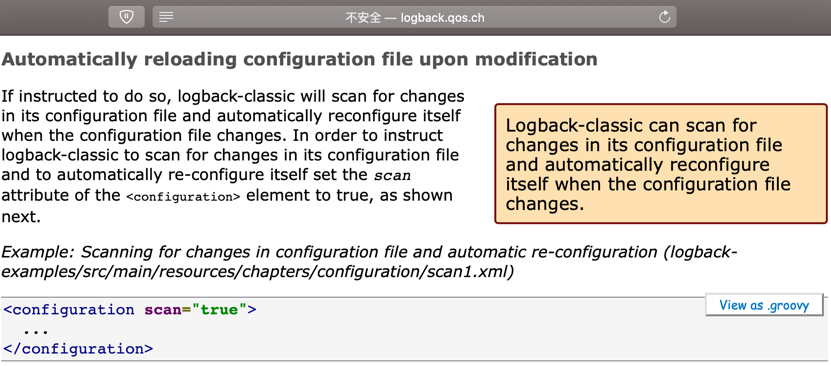 不安全 — logback.qos.ch
Automatically reloading configuration file upon modification
If instructed to do so, logback-classic will scan for changes
in its configuration file and automatically reconfigure itself
when the configuration file changes. In order to instruct
logback-classic to scan for changes in its configuration file
and to automatically re-configure itself set the scan
attribute of the <configuration> element to true, as shown
next.
Logback-classic can scan for
changes in its configuration file
and automatically reconfigure
itself when the configuration file
changes.
Example: Scanning for changes in configuration file and automatic re-configuration (logback-
examples/src/main/resources/chapters/configuration/scan1.xml)
View as .groovy
<configuration scan="true">
...
</configuration>